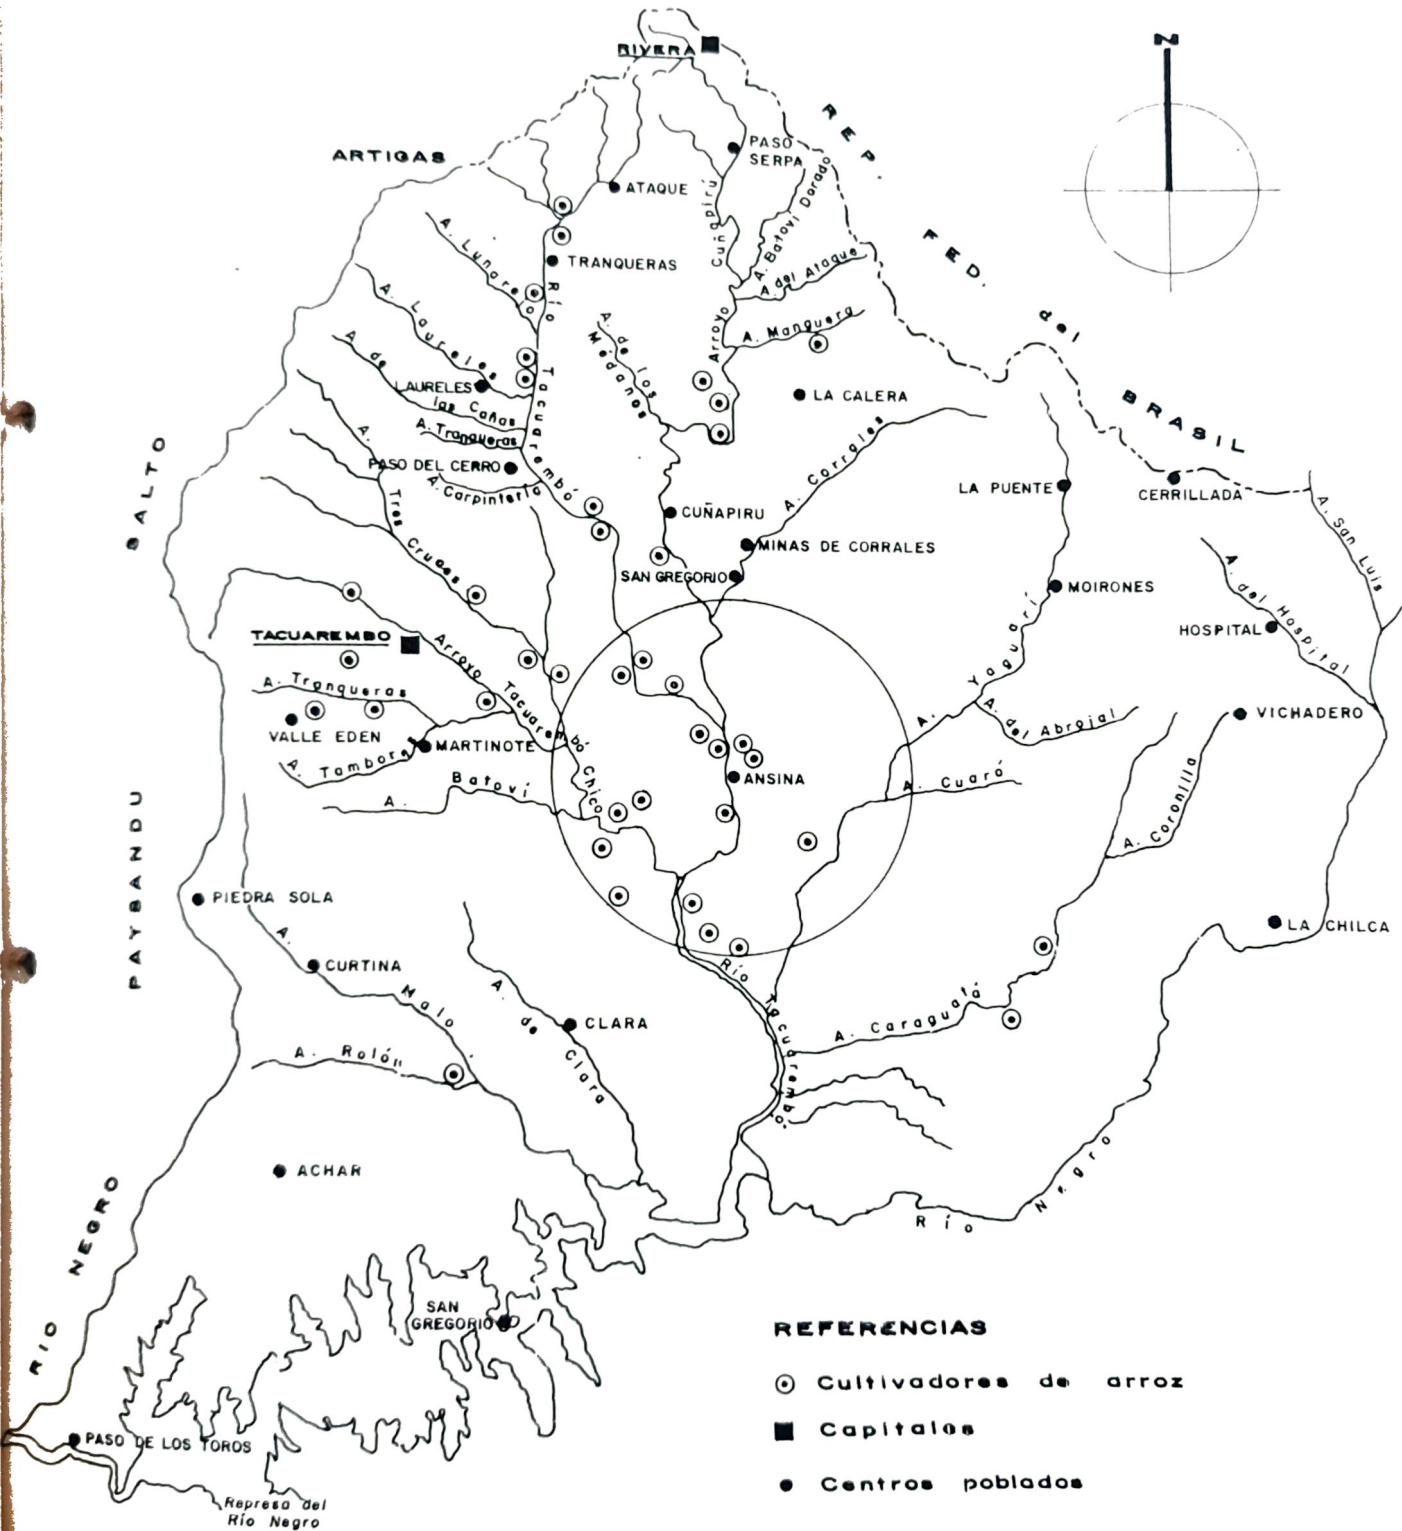 RIVERA
N
ARTIGAS
REP. FED. del BRASIL
PASO
SERPA
ATAQUE
Cuñapirú
A. Batoví Dorado
A. Lunarejo
TRANQUERAS
A. del Ataque
Río Tacuarembó
A. Laureles
A. de los
Médanos
Arroyo
A. Manguera
A. de
las Cañas
LAURELES
LA CALERA
A. Tranqueras
A. Corrales
PASO DEL CERRO
A. Carpintería
SALTO
LA PUENTE
CERRILLADA
A. San Luis
A. Tres Cruces
CUÑAPIRU
MINAS DE CORRALES
SAN GREGORIO
MOIRONES
A. del Hospital
HOSPITAL
TACUAREMBO
Arroyo Tacuarembó Chico
A. Yaguarí
A. Tranqueras
A. del Abrojal
VICHADERO
VALLE EDEN
MARTINOTE
A. Tambores
ANSINA
A. Cuaró
A. Batoví
A. Coronilla
PAYSANDU
PIEDRA SOLA
LA CHILCA
A. Malo
CURTINA
Río Tacuarembó
A. de Clara
CLARA
A. Caraguatá
A. Rolón
ACHAR
Río Negro
RIO NEGRO
SAN
GREGORIO
PASO DE LOS TOROS
Represa del
Río Negro
REFERENCIAS
Cultivadores de arroz
Capitales
Centros poblados